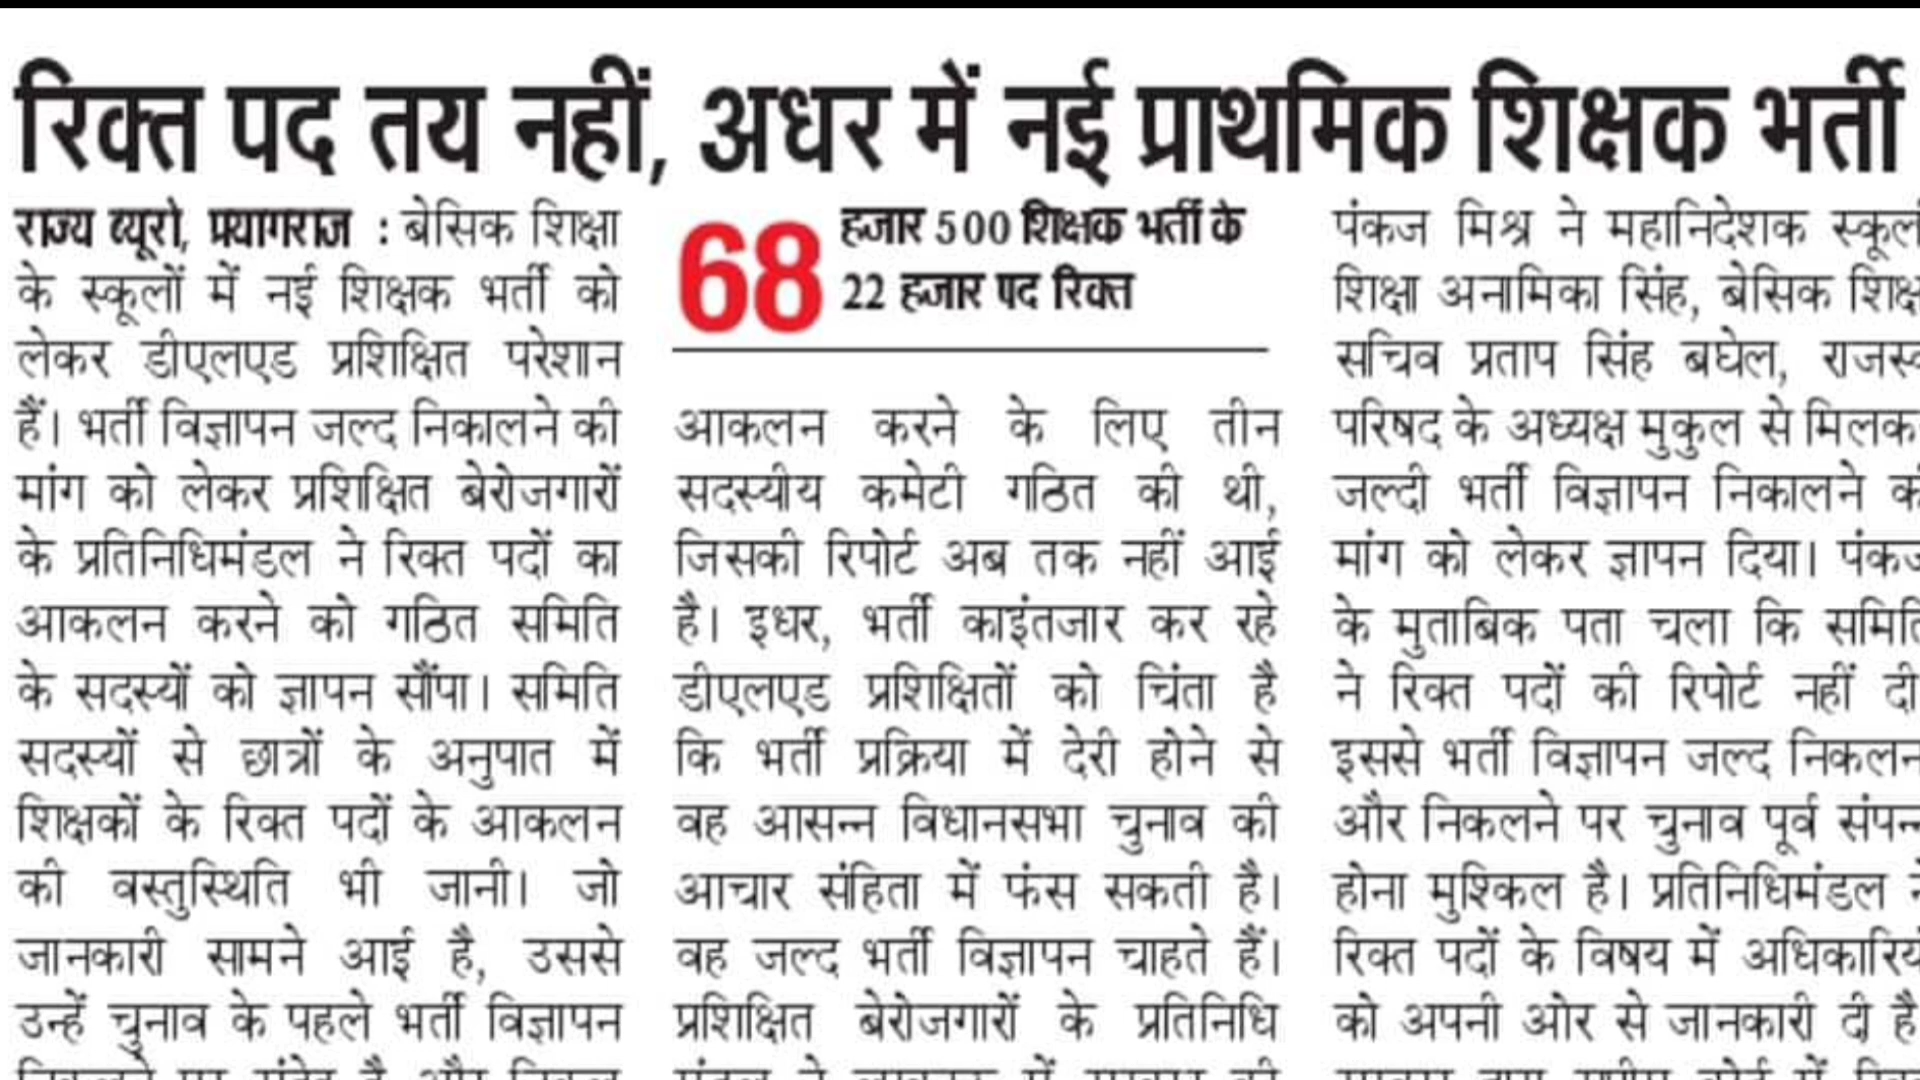 रिक्त पद तय नहीं, अधर में नई प्राथमिक शिक्षक भर्ती
राज्य ब्यूरो, प्रयागराज : बेसिक शिक्षा
के स्कूलों में नई शिक्षक भर्ती को
लेकर डीएलएड प्रशिक्षित परेशान
हैं। भर्ती विज्ञापन जल्द निकालने की
मांग को लेकर प्रशिक्षित बेरोजगारों
के प्रतिनिधिमंडल ने रिक्त पदों का
आकलन करने को गठित समिति
के सदस्यों को ज्ञापन सौंपा। समिति
सदस्यों से छात्रों के अनुपात में
शिक्षकों के रिक्त पदों के आकलन
की वस्तुस्थिति भी जानी। जो
जानकारी सामने आई है, उससे
उन्हें चुनाव के पहले भर्ती विज्ञापन
68 हजार 500 शिक्षक भर्ती के
22 हजार पद रिक्त
आकलन करने के लिए तीन
सदस्यीय कमेटी गठित की थी,
जिसकी रिपोर्ट अब तक नहीं आई
है। इधर, भर्ती काइंतजार कर रहे
डीएलएड प्रशिक्षितों को चिंता है
कि भर्ती प्रक्रिया में देरी होने से
वह आसन्न विधानसभा चुनाव की
आचार संहिता में फंस सकती है।
वह जल्द भर्ती विज्ञापन चाहते हैं।
प्रशिक्षित बेरोजगारों के प्रतिनिधि
पंकज मिश्र ने महानिदेशक स्कूल
शिक्षा अनामिका सिंह, बेसिक
सचिव प्रताप सिंह बघेल,
परिषद के अध्यक्ष मुकुल से
जल्दी भर्ती विज्ञापन निकालने
मांग को लेकर ज्ञापन दिया।
के मुताबिक पता चला कि
ने रिक्त पदों की रिपोर्ट नहीं दी
इससे भर्ती विज्ञापन जल्द
और निकलने पर चुनाव पूर्व
होना मुश्किल है। प्रतिनिधिमंडल
रिक्त पदों के विषय में
को अपनी ओर से जानकारी दी है